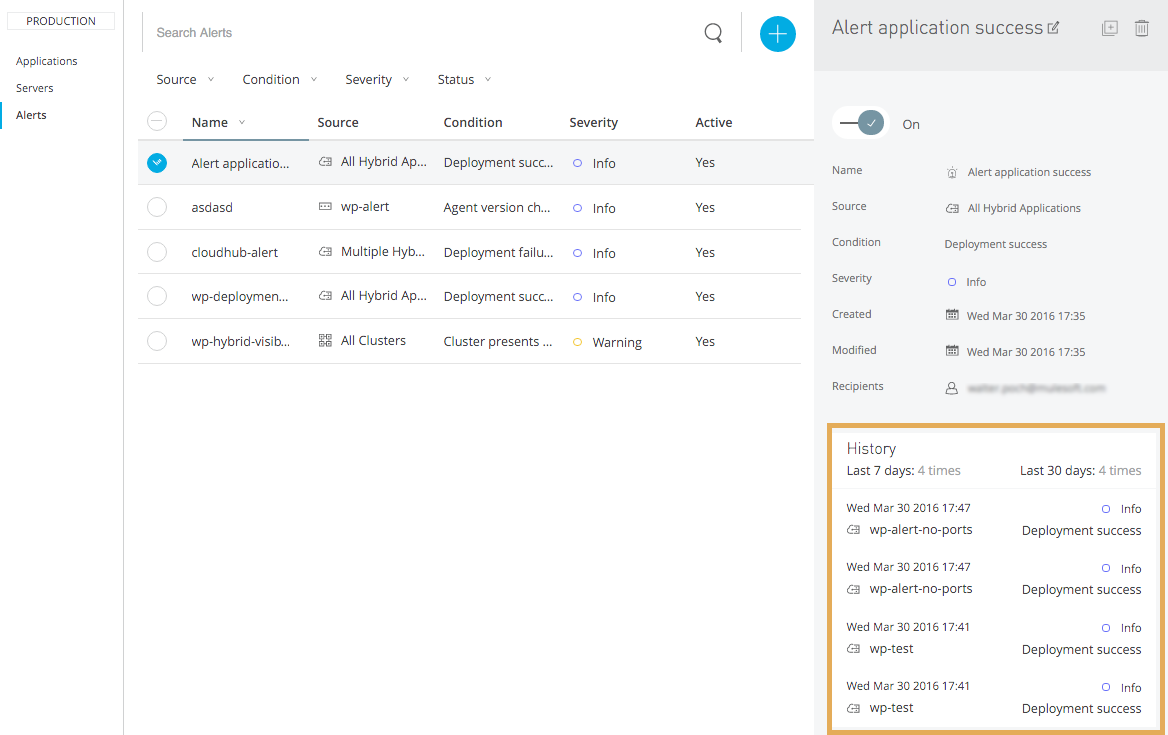 PRODUCTION
Applications
Servers
Alerts
Search Alerts
Source Condition Severity Status
Name Source Condition Severity Active
Alert applicatio... All Hybrid Ap... Deployment succ... Info Yes
asdasd wp-alert Agent version ch... Info Yes
cloudhub-alert Multiple Hyb... Deployment failu... Info Yes
wp-deploymen... All Hybrid Ap... Deployment succ... Info Yes
wp-hybrid-visib... All Clusters Cluster presents ... Warning Yes
Alert application success
On
Name Alert application success
Source All Hybrid Applications
Condition Deployment success
Severity Info
Created Wed Mar 30 2016 17:35
Modified Wed Mar 30 2016 17:35
Recipients
History
Last 7 days: 4 times Last 30 days: 4 times
Wed Mar 30 2016 17:47 Info
wp-alert-no-ports Deployment success
Wed Mar 30 2016 17:47 Info
wp-alert-no-ports Deployment success
Wed Mar 30 2016 17:41 Info
wp-test Deployment success
Wed Mar 30 2016 17:41 Info
wp-test Deployment success